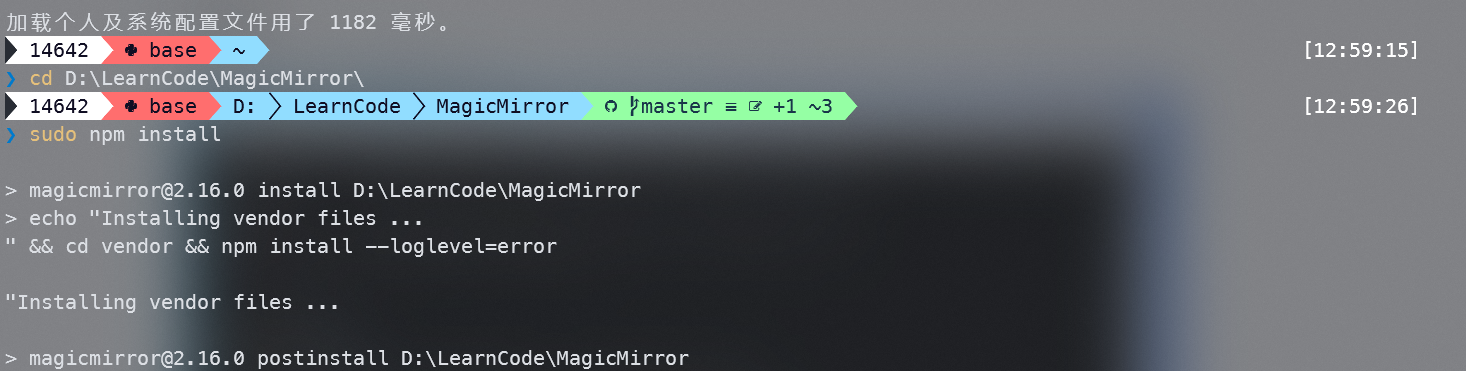 加载个人及系统配置文件用了 1182 毫秒。
14642 base ~ [12:59:15]
❯ cd D:\LearnCode\MagicMirror\
14642 base D: LearnCode MagicMirror master ≡ +1 ~3 [12:59:26]
❯ sudo npm install
> magicmirror@2.16.0 install D:\LearnCode\MagicMirror
> echo "Installing vendor files ...
" && cd vendor && npm install --loglevel=error
"Installing vendor files ...
> magicmirror@2.16.0 postinstall D:\LearnCode\MagicMirror